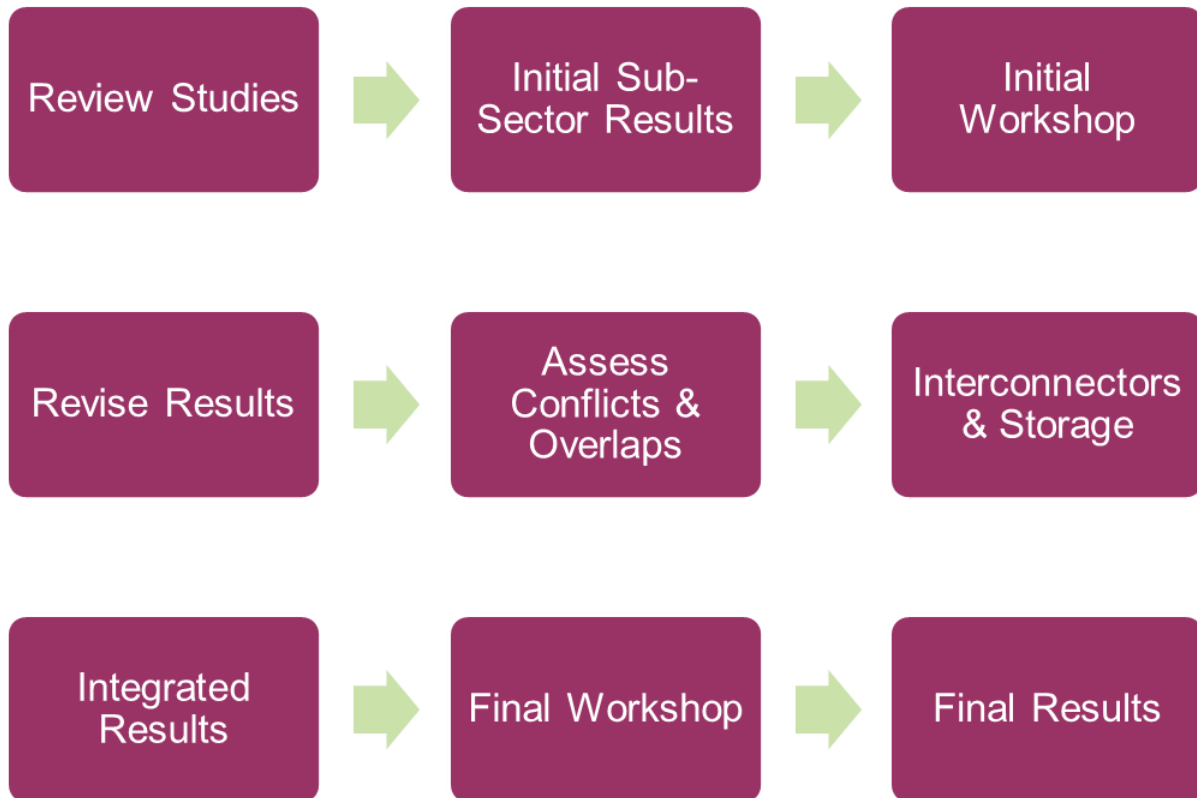 Review Studies
Initial Sub-
Sector Results
Initial
Workshop
Revise Results
Assess
Conflicts &
Overlaps
Interconnectors
& Storage
Integrated
Results
Final Workshop
Final Results